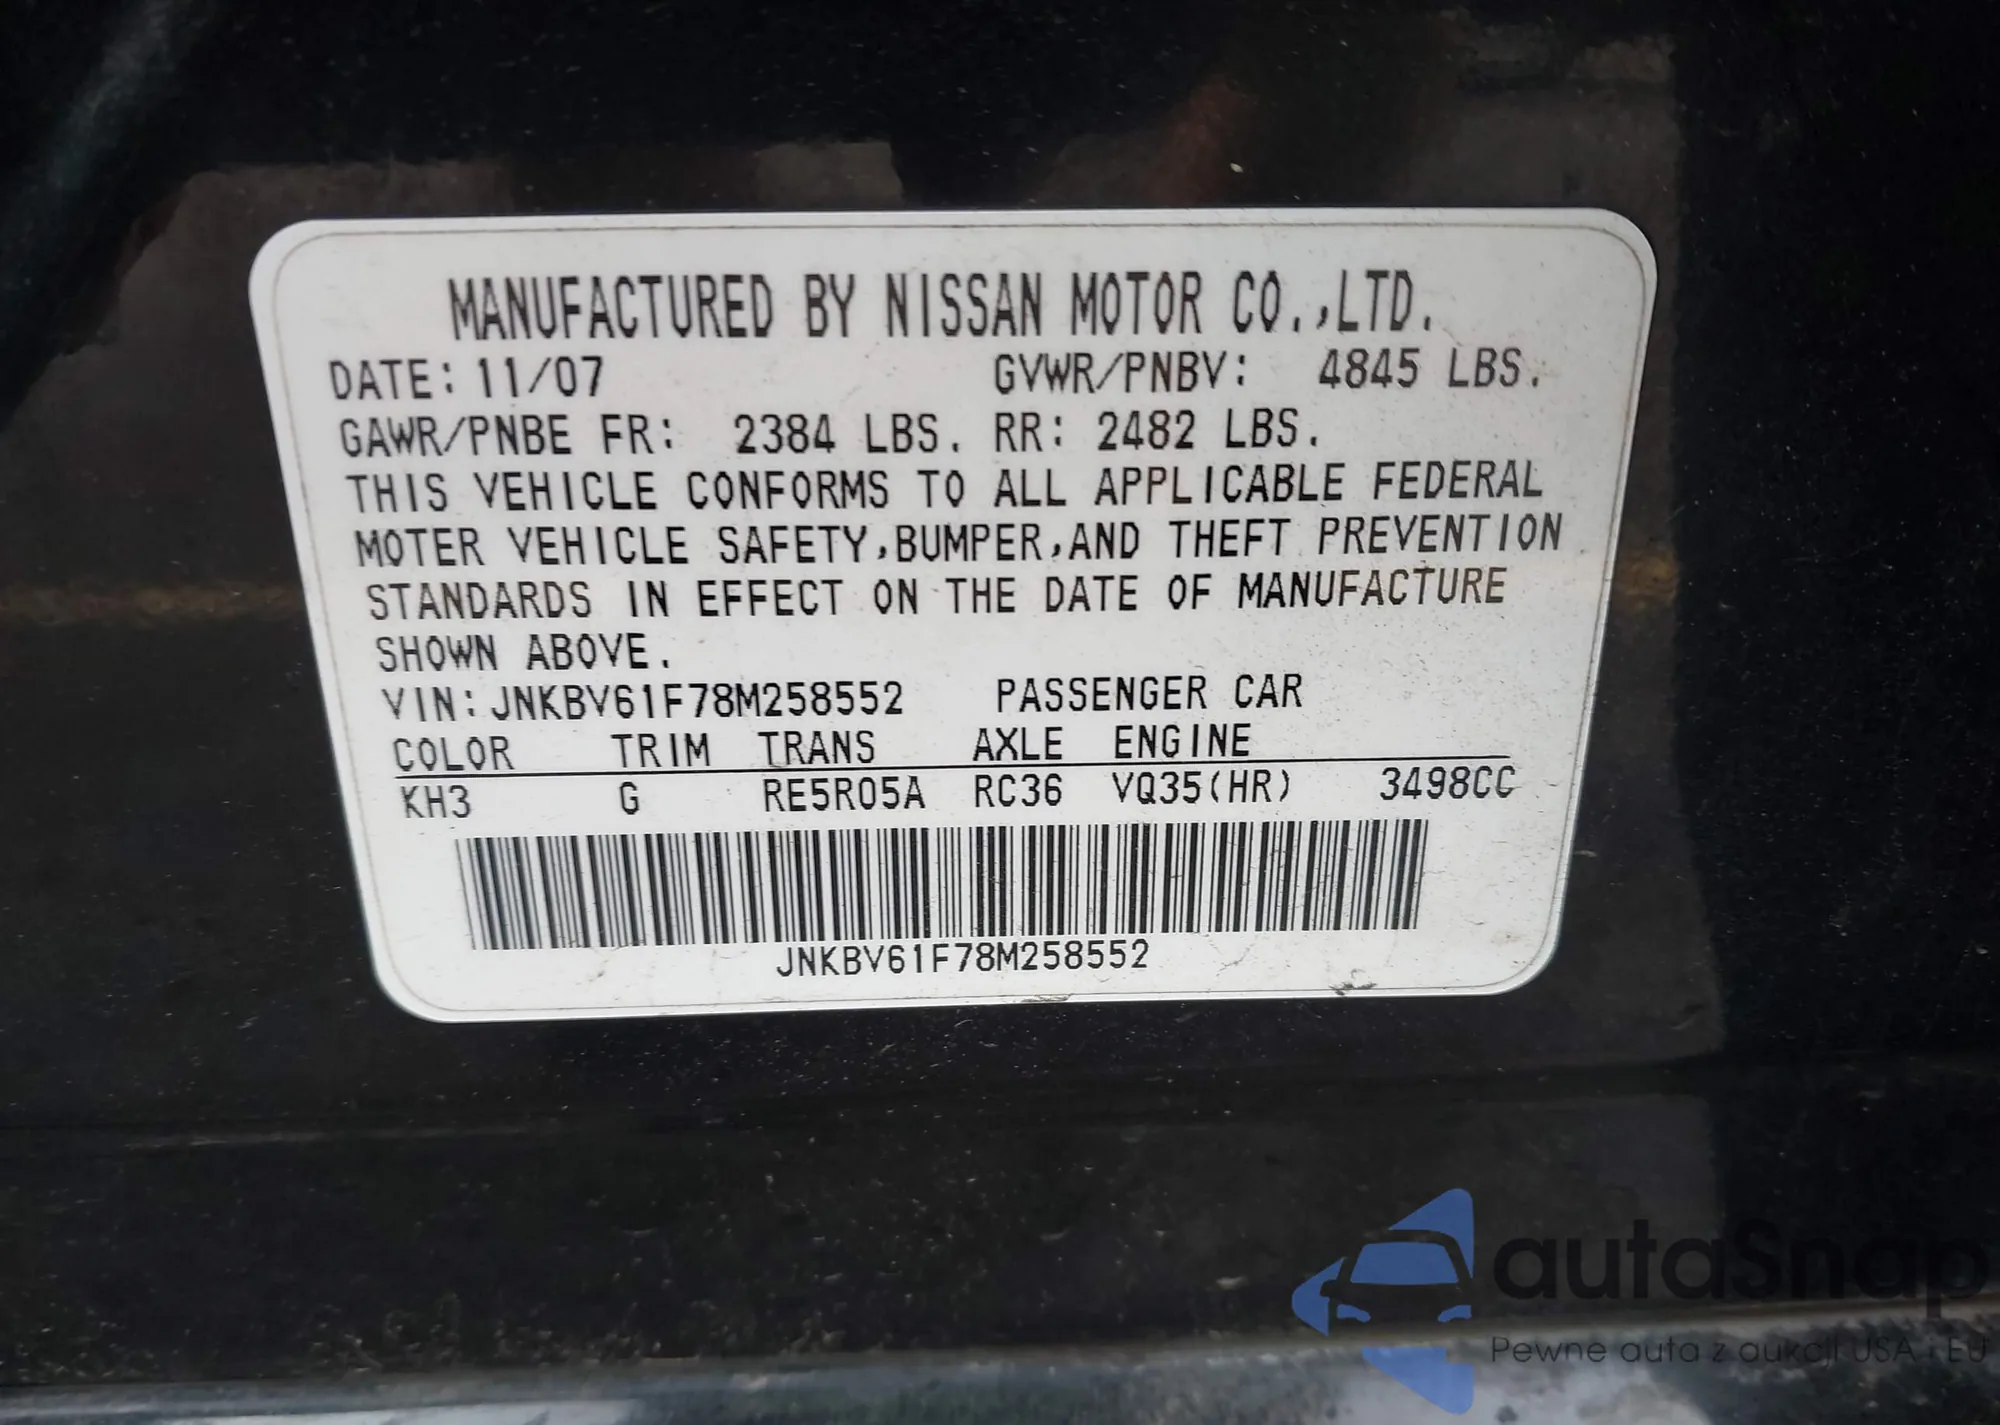 MANUFACTURED BY NISSAN MOTOR CO.,LTD.
DATE:11/07 GVWR/PNBV: 4845 LBS.
GAWR/PNBE FR: 2384 LBS. RR: 2482 LBS.
THIS VEHICLE CONFORMS TO ALL APPLICABLE FEDERAL
MOTER VEHICLE SAFETY,BUMPER,AND THEFT PREVENTION
STANDARDS IN EFFECT ON THE DATE OF MANUFACTURE
SHOWN ABOVE.
VIN:JNKBV61F78M258552 PASSENGER CAR
COLOR TRIM TRANS AXLE ENGINE
KH3 G RE5R05A RC36 VQ35(HR) 3498CC
JNKBV61F78M258552
autaSnap
Pewne auta z aukcji USA i EU